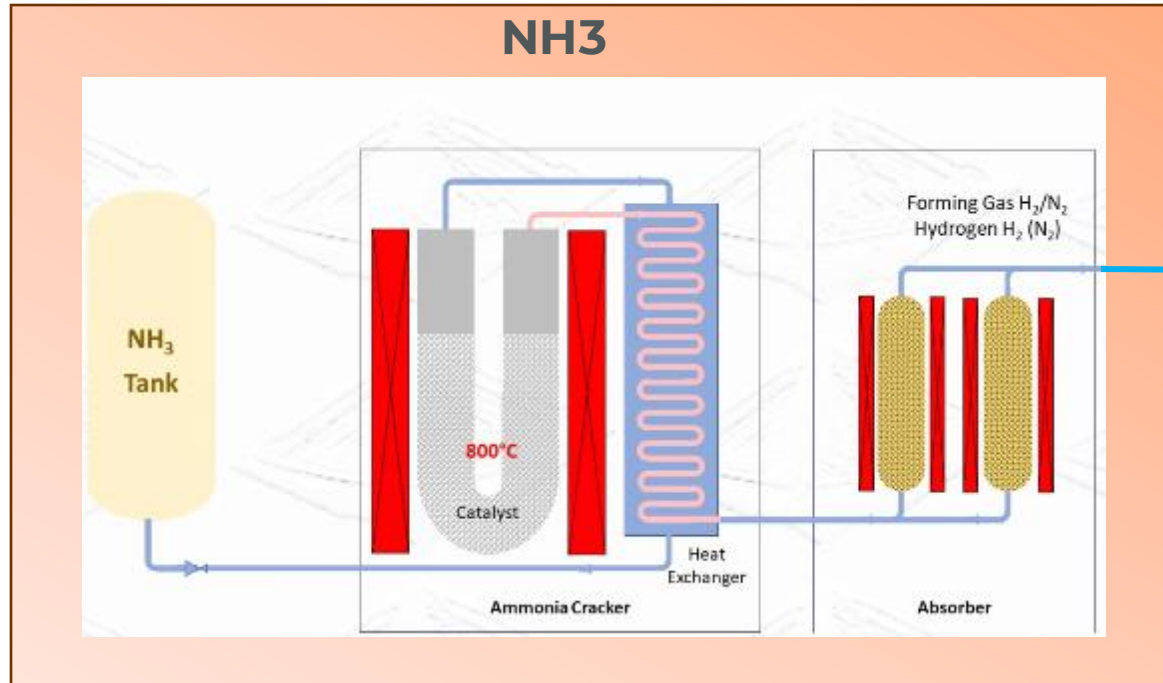 NH3
NH₃
Tank
800°C
Catalyst
Heat
Exchanger
Ammonia Cracker
Forming Gas H₂/N₂
Hydrogen H₂ (N₂)
Absorber